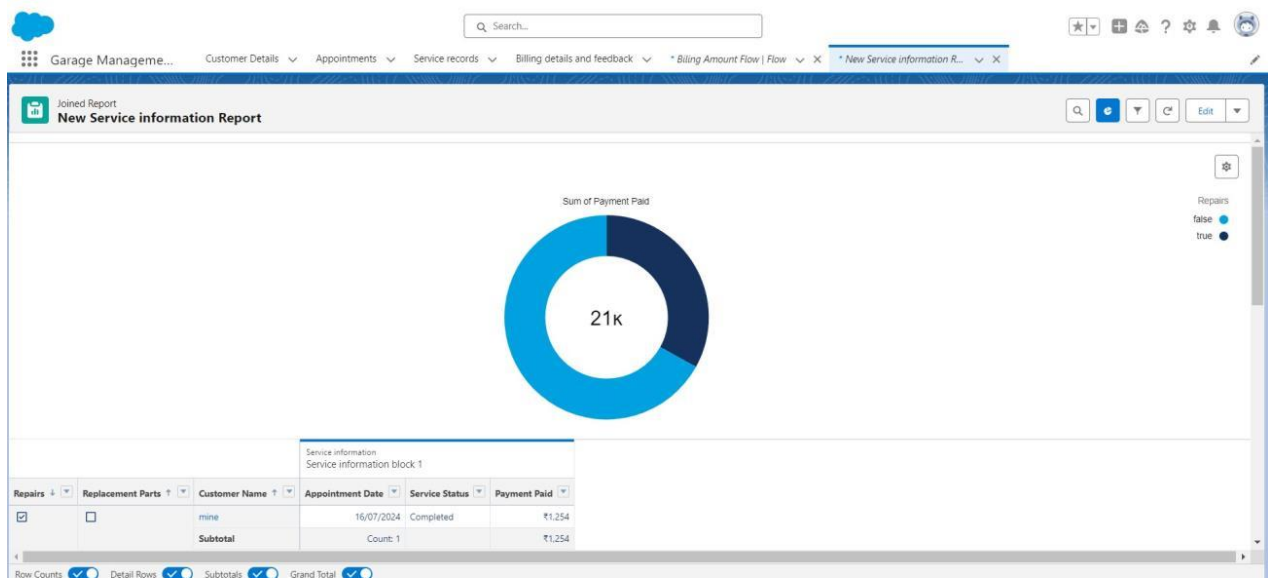 Search...
Garage Manageme... Customer Details Appointments Service records Billing details and feedback * Biling Amount Flow | Flow * New Service information R...
Joined Report
New Service information Report
Edit
Sum of Payment Paid
Repairs
false
true
21K
Service information
Service information block 1
Repairs Replacement Parts Customer Name Appointment Date Service Status Payment Paid
mine 16/07/2024 Completed ₹1,254
Subtotal Count: 1 ₹1,254
Row Counts Detail Rows Subtotals Grand Total